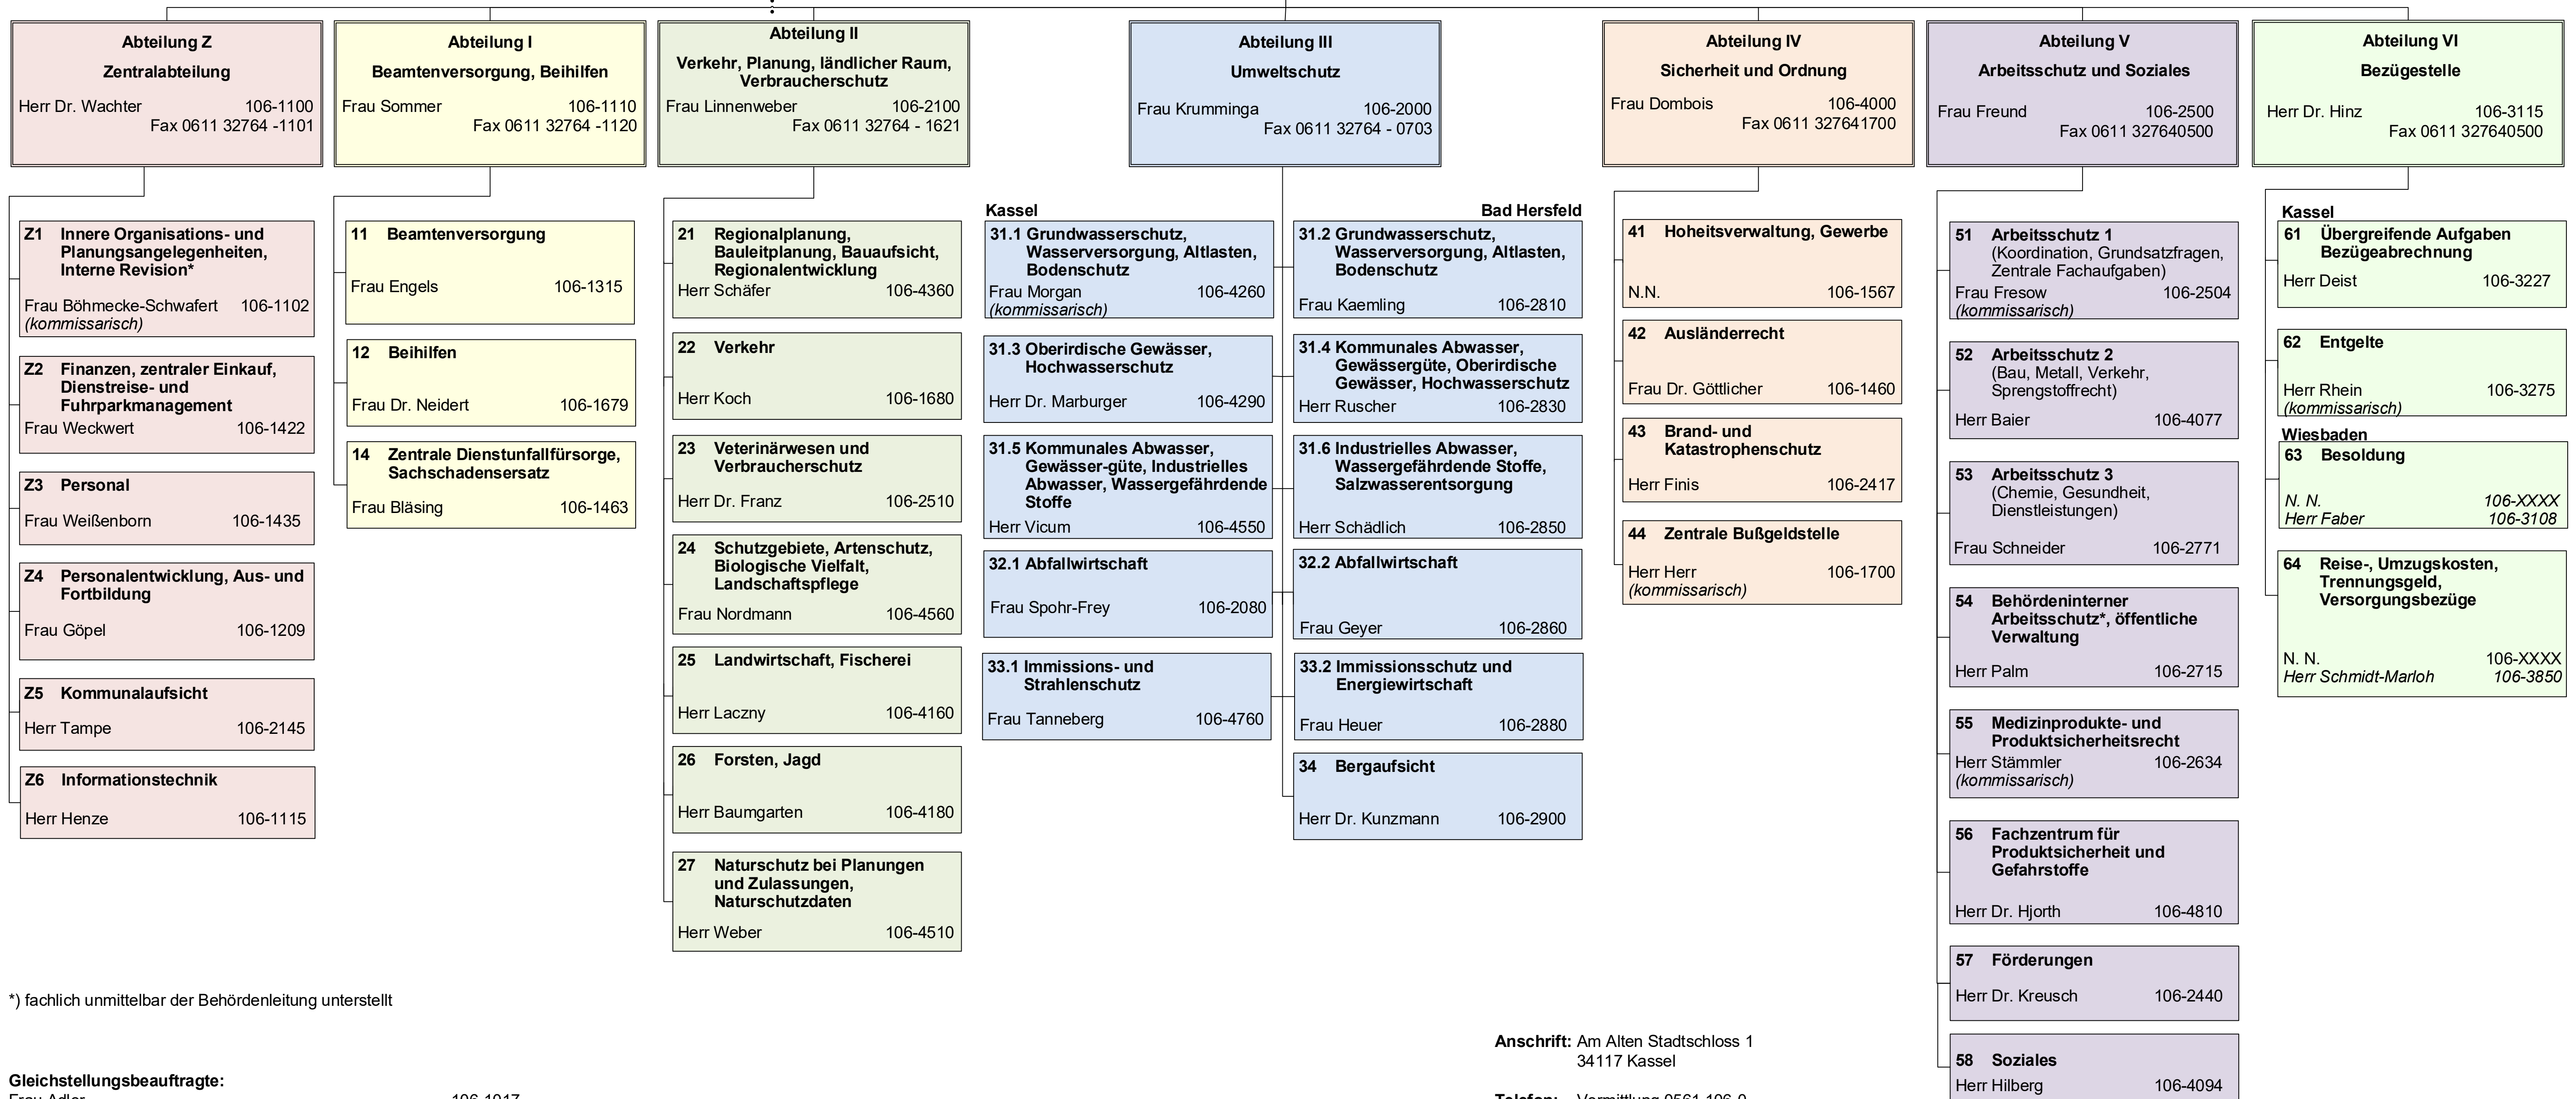 Abteilung Z
Zentralabteilung
Herr Dr. Wachter 106-1100
Fax 0611 32764 -1101
Z1 Innere Organisations- und
Planungsangelegenheiten,
Interne Revision*
Frau Böhmecke-Schwafert 106-1102
(kommissarisch)
Z2 Finanzen, zentraler Einkauf,
Dienstreise- und
Fuhrparkmanagement
Frau Weckwert 106-1422
Z3 Personal
Frau Weißenborn 106-1435
Z4 Personalentwicklung, Aus- und
Fortbildung
Frau Göpel 106-1209
Z5 Kommunalaufsicht
Herr Tampe 106-2145
Z6 Informationstechnik
Herr Henze 106-1115
Abteilung I
Beamtenversorgung, Beihilfen
Frau Sommer 106-1110
Fax 0611 32764 -1120
11 Beamtenversorgung
Frau Engels 106-1315
12 Beihilfen
Frau Dr. Neidert 106-1679
14 Zentrale Dienstunfallfürsorge,
Sachschadensersatz
Frau Bläsing 106-1463
Abteilung II
Verkehr, Planung, ländlicher Raum,
Verbraucherschutz
Frau Linnenweber 106-2100
Fax 0611 32764 - 1621
21 Regionalplanung,
Bauleitplanung, Bauaufsicht,
Regionalentwicklung
Herr Schäfer 106-4360
22 Verkehr
Herr Koch 106-1680
23 Veterinärwesen und
Verbraucherschutz
Herr Dr. Franz 106-2510
24 Schutzgebiete, Artenschutz,
Biologische Vielfalt,
Landschaftspflege
Frau Nordmann 106-4560
25 Landwirtschaft, Fischerei
Herr Laczny 106-4160
26 Forsten, Jagd
Herr Baumgarten 106-4180
27 Naturschutz bei Planungen
und Zulassungen,
Naturschutzdaten
Herr Weber 106-4510
Abteilung III
Umweltschutz
Frau Krumminga 106-2000
Fax 0611 32764 - 0703
Kassel
31.1 Grundwasserschutz,
Wasserversorgung, Altlasten,
Bodenschutz
Frau Morgan 106-4260
(kommissarisch)
31.3 Oberirdische Gewässer,
Hochwasserschutz
Herr Dr. Marburger 106-4290
31.5 Kommunales Abwasser,
Gewässer-güte, Industrielles
Abwasser, Wassergefährdende
Stoffe
Herr Vicum 106-4550
32.1 Abfallwirtschaft
Frau Spohr-Frey 106-2080
33.1 Immissions- und
Strahlenschutz
Frau Tanneberg 106-4760
Bad Hersfeld
31.2 Grundwasserschutz,
Wasserversorgung, Altlasten,
Bodenschutz
Frau Kaemling 106-2810
31.4 Kommunales Abwasser,
Gewässergüte, Oberirdische
Gewässer, Hochwasserschutz
Herr Ruscher 106-2830
31.6 Industrielles Abwasser,
Wassergefährdende Stoffe,
Salzwasserentsorgung
Herr Schädlich 106-2850
32.2 Abfallwirtschaft
Frau Geyer 106-2860
33.2 Immissionsschutz und
Energiewirtschaft
Frau Heuer 106-2880
34 Bergaufsicht
Herr Dr. Kunzmann 106-2900
Abteilung IV
Sicherheit und Ordnung
Frau Dombois 106-4000
Fax 0611 327641700
41 Hoheitsverwaltung, Gewerbe
N.N. 106-1567
42 Ausländerrecht
Frau Dr. Göttlicher 106-1460
43 Brand- und
Katastrophenschutz
Herr Finis 106-2417
44 Zentrale Bußgeldstelle
Herr Herr 106-1700
(kommissarisch)
Abteilung V
Arbeitsschutz und Soziales
Frau Freund 106-2500
Fax 0611 327640500
51 Arbeitsschutz 1
(Koordination, Grundsatzfragen,
Zentrale Fachaufgaben)
Frau Fresow 106-2504
(kommissarisch)
52 Arbeitsschutz 2
(Bau, Metall, Verkehr,
Sprengstoffrecht)
Herr Baier 106-4077
53 Arbeitsschutz 3
(Chemie, Gesundheit,
Dienstleistungen)
Frau Schneider 106-2771
54 Behördeninterner
Arbeitsschutz*, öffentliche
Verwaltung
Herr Palm 106-2715
55 Medizinprodukte- und
Produktsicherheitsrecht
Herr Stämmler 106-2634
(kommissarisch)
56 Fachzentrum für
Produktsicherheit und
Gefahrstoffe
Herr Dr. Hjorth 106-4810
57 Förderungen
Herr Dr. Kreusch 106-2440
58 Soziales
Herr Hilberg 106-4094
Abteilung VI
Bezügestelle
Herr Dr. Hinz 106-3115
Fax 0611 327640500
Kassel
61 Übergreifende Aufgaben
Bezügeabrechnung
Herr Deist 106-3227
62 Entgelte
Herr Rhein 106-3275
(kommissarisch)
Wiesbaden
63 Besoldung
N. N. 106-XXXX
Herr Faber 106-3108
64 Reise-, Umzugskosten,
Trennungsgeld,
Versorgungsbezüge
N. N. 106-XXXX
Herr Schmidt-Marloh 106-3850
*) fachlich unmittelbar der Behördenleitung unterstellt
Gleichstellungsbeauftragte:
Frau Adler 106-1017
Anschrift: Am Alten Stadtschloss 1
34117 Kassel
Telefon: Vermittlung 0561 106-0